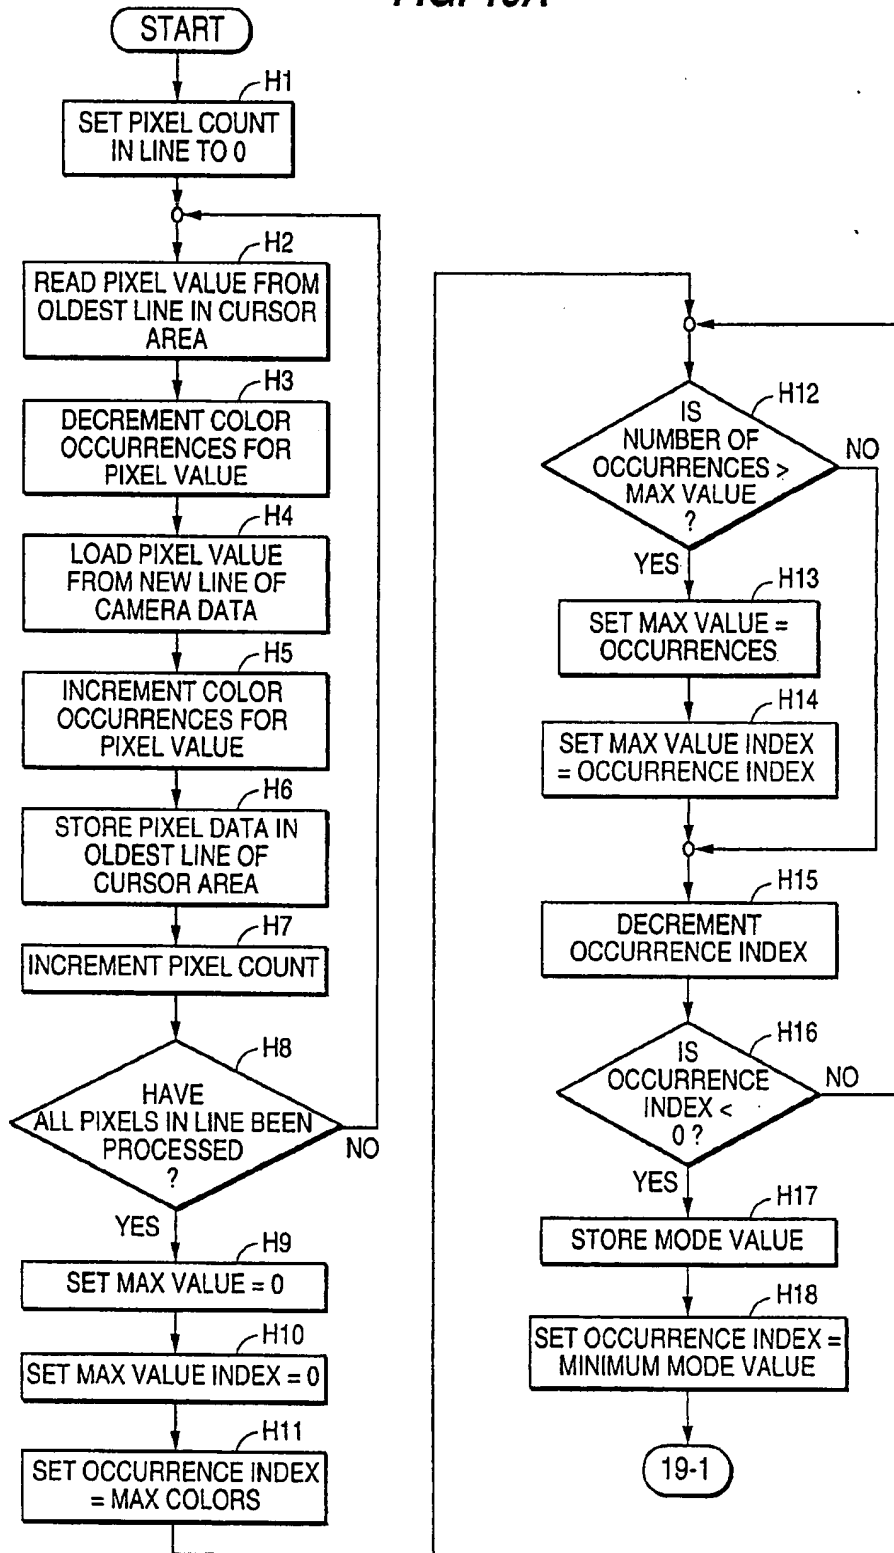 START
H1
SET PIXEL COUNT
IN LINE TO 0
H2
READ PIXEL VALUE FROM
OLDEST LINE IN CURSOR
AREA
H3
DECREMENT COLOR
OCCURRENCES FOR
PIXEL VALUE
H4
LOAD PIXEL VALUE
FROM NEW LINE OF
CAMERA DATA
H5
INCREMENT COLOR
OCCURRENCES FOR
PIXEL VALUE
H6
STORE PIXEL DATA IN
OLDEST LINE OF
CURSOR AREA
H7
INCREMENT PIXEL COUNT
H8
HAVE
ALL PIXELS IN LINE BEEN
PROCESSED
?
NO
YES
H9
SET MAX VALUE = 0
H10
SET MAX VALUE INDEX = 0
H11
SET OCCURRENCE INDEX
= MAX COLORS
H12
IS
NUMBER OF
OCCURRENCES >
MAX VALUE
?
NO
YES
H13
SET MAX VALUE =
OCCURRENCES
H14
SET MAX VALUE INDEX
= OCCURRENCE INDEX
H15
DECREMENT
OCCURRENCE INDEX
H16
IS
OCCURRENCE
INDEX <
0 ?
NO
YES
H17
STORE MODE VALUE
H18
SET OCCURRENCE INDEX =
MINIMUM MODE VALUE
19-1